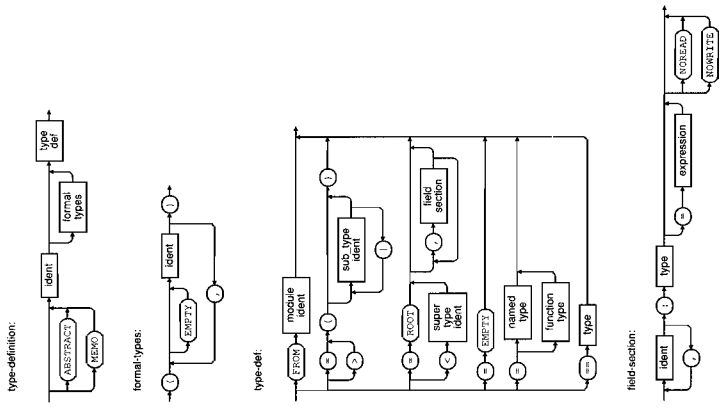 type-definition:
ident
type
def
ABSTRACT
formal
types
MEMO
formal-types:
(
ident
)
EMPTY
,
type-def:
FROM
module
ident
=
(
sub_type
ident
)
>
|
=
ROOT
,
field
section
<
super
type
ident
=
EMPTY
=
named
type
function
type
==
type
field-section:
ident
:
type
,
=
expression
NOREAD
NOWRITE